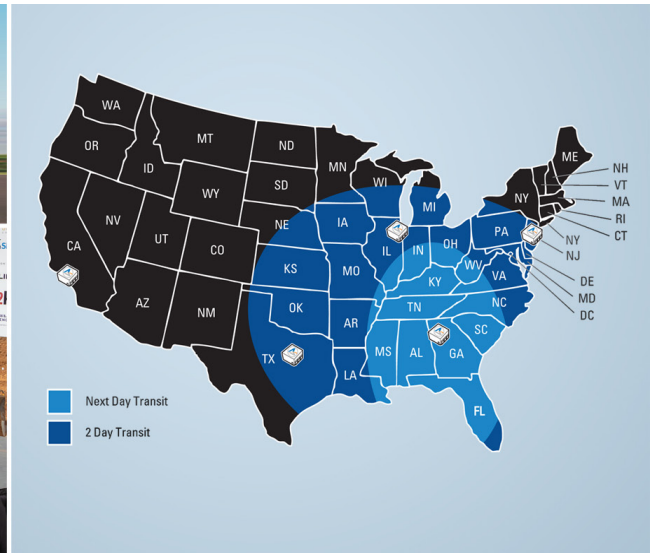 WA
OR
ID
MT
ND
MN
WI
MI
SD
WY
NE
IA
NV
UT
CO
CA
AZ
NM
KS
MO
OK
AR
TX
LA
IL
IN
OH
KY
WV
VA
PA
NY
ME
TN
NC
SC
MS
AL
GA
FL
NH
VT
MA
RI
CT
NY
NJ
DE
MD
DC
Next Day Transit
2 Day Transit